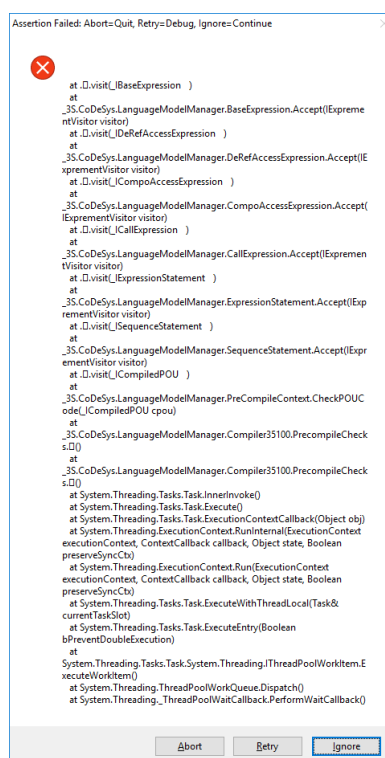 Assertion Failed: Abort=Quit, Retry=Debug, Ignore=Continue
at .▯.visit(_IBaseExpression )
at
_3S.CoDeSys.LanguageModelManager.BaseExpression.Accept(IExpreme
ntVisitor visitor)
at .▯.visit(_IDeRefAccessExpression )
at
_3S.CoDeSys.LanguageModelManager.DeRefAccessExpression.Accept(IE
xprementVisitor visitor)
at .▯.visit(_ICompoAccessExpression )
at
_3S.CoDeSys.LanguageModelManager.CompoAccessExpression.Accept(
IExprementVisitor visitor)
at .▯.visit(_ICallExpression )
at
_3S.CoDeSys.LanguageModelManager.CallExpression.Accept(IExpremen
tVisitor visitor)
at .▯.visit(_IExpressionStatement )
at
_3S.CoDeSys.LanguageModelManager.ExpressionStatement.Accept(IExp
rementVisitor visitor)
at .▯.visit(_ISequenceStatement )
at
_3S.CoDeSys.LanguageModelManager.SequenceStatement.Accept(IExpr
ementVisitor visitor)
at .▯.visit(_ICompiledPOU )
at
_3S.CoDeSys.LanguageModelManager.PreCompileContext.CheckPOUC
ode(_ICompiledPOU cpou)
at
_3S.CoDeSys.LanguageModelManager.Compiler35100.PrecompileCheck
s.▯()
at
_3S.CoDeSys.LanguageModelManager.Compiler35100.PrecompileCheck
s.▯()
at System.Threading.Tasks.Task.InnerInvoke()
at System.Threading.Tasks.Task.Execute()
at System.Threading.Tasks.Task.ExecutionContextCallback(Object obj)
at System.Threading.ExecutionContext.RunInternal(ExecutionContext
executionContext, ContextCallback callback, Object state, Boolean
preserveSyncCtx)
at System.Threading.ExecutionContext.Run(ExecutionContext
executionContext, ContextCallback callback, Object state, Boolean
preserveSyncCtx)
at System.Threading.Tasks.Task.ExecuteWithThreadLocal(Task&
currentTaskSlot)
at System.Threading.Tasks.Task.ExecuteEntry(Boolean
bPreventDoubleExecution)
at
System.Threading.Tasks.Task.System.Threading.IThreadPoolWorkItem.E
xecuteWorkItem()
at System.Threading.ThreadPoolWorkQueue.Dispatch()
at System.Threading._ThreadPoolWaitCallback.PerformWaitCallback()
Abort Retry Ignore